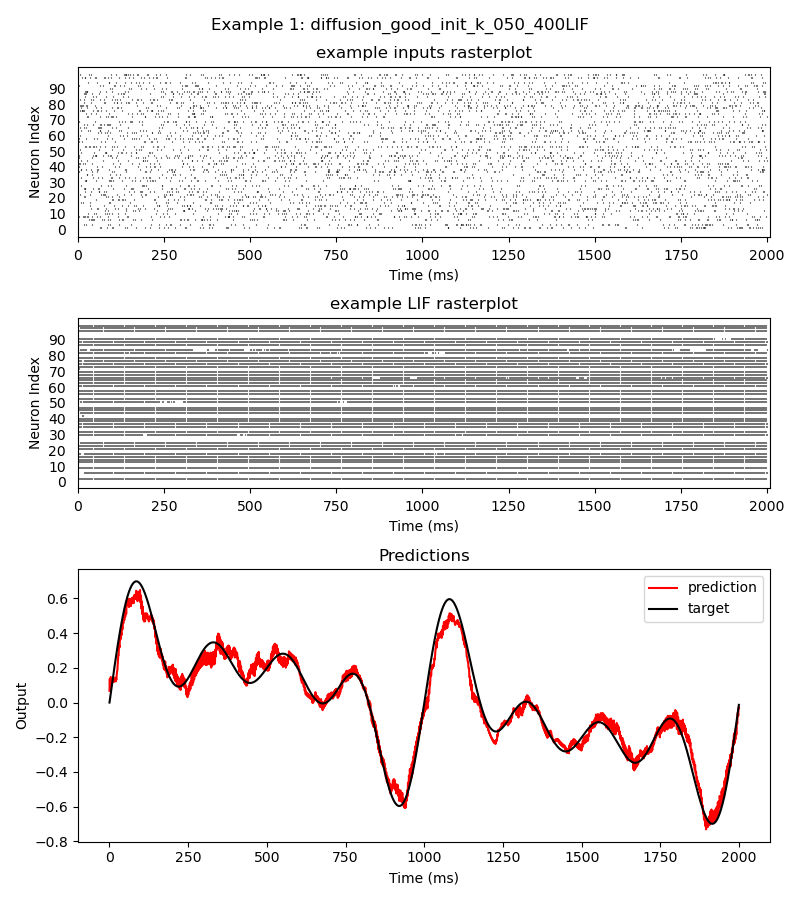 Example 1: diffusion_good_init_k_050_400LIF
example inputs rasterplot
Neuron Index
90
80
70
60
50
40
30
20
10
0
0 250 500 750 1000 1250 1500 1750 2000
Time (ms)
example LIF rasterplot
Neuron Index
90
80
70
60
50
40
30
20
10
0
0 250 500 750 1000 1250 1500 1750 2000
Time (ms)
Predictions
Output
0.6
0.4
0.2
0.0
−0.2
−0.4
−0.6
−0.8
prediction
target
0 250 500 750 1000 1250 1500 1750 2000
Time (ms)